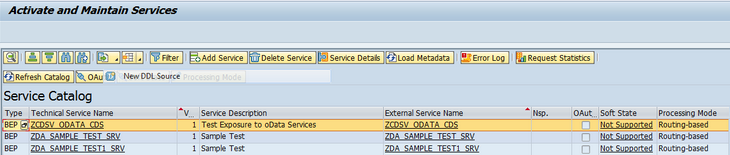 Activate and Maintain Services
Filter Add Service Delete Service Service Details Load Metadata Error Log Request Statistics
Refresh Catalog OAu New DDL Source Processing Mode
Service Catalog
Type Technical Service Name V... Service Description External Service Name Nsp. OAut... Soft State Processing Mode
BEP ZCDSV_ODATA_CDS 1 Test Exposure to oData Services ZCDSV_ODATA_CDS Not Supported Routing-based
BEP ZDA_SAMPLE_TEST_SRV 1 Sample Test ZDA_SAMPLE_TEST_SRV Not Supported Routing-based
BEP ZDA_SAMPLE_TEST1_SRV 1 Sample Test ZDA_SAMPLE_TEST1_SRV Not Supported Routing-based